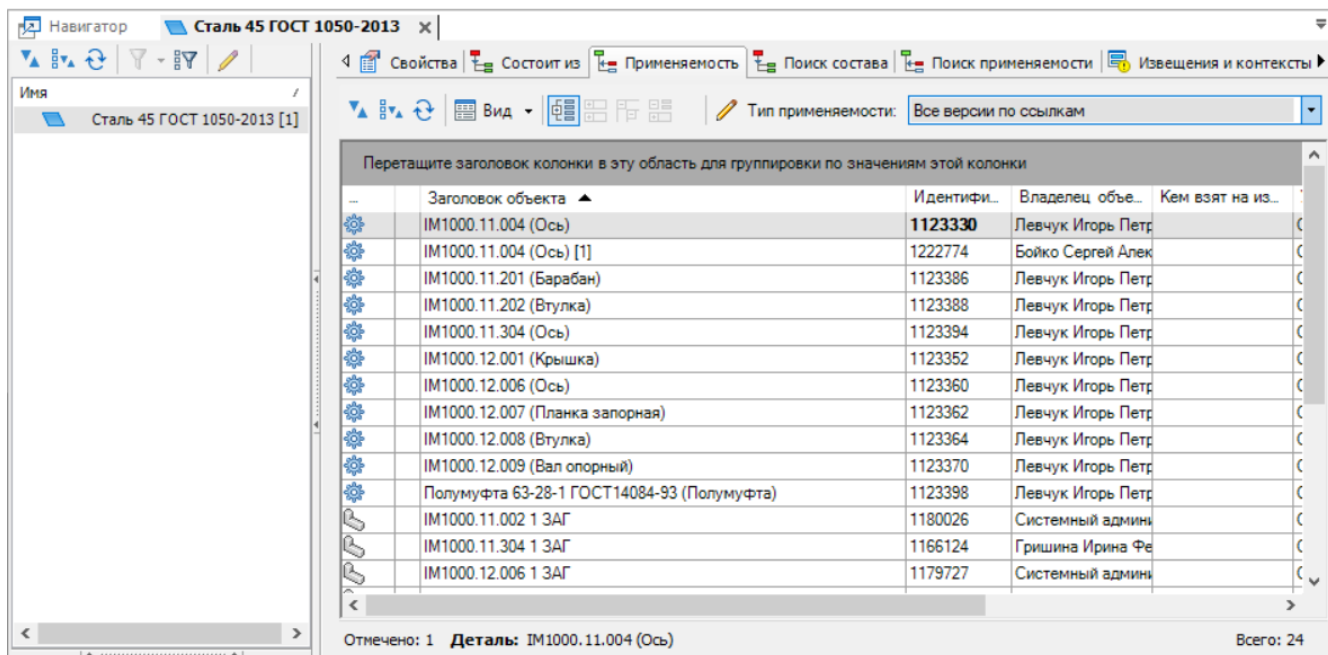 Навигатор Сталь 45 ГОСТ 1050-2013
Свойства Состоит из Применяемость Поиск состава Поиск применяемости Извещения и контексты
Имя
Сталь 45 ГОСТ 1050-2013 [1]
Вид Тип применяемости: Все версии по ссылкам
Перетащите заголовок колонки в эту область для группировки по значениям этой колонки
... Заголовок объекта Идентифи... Владелец объе... Кем взят на из...
IM1000.11.004 (Ось) 1123330 Левчук Игорь Петр
IM1000.11.004 (Ось) [1] 1222774 Бойко Сергей Алек
IM1000.11.201 (Барабан) 1123386 Левчук Игорь Петр
IM1000.11.202 (Втулка) 1123388 Левчук Игорь Петр
IM1000.11.304 (Ось) 1123394 Левчук Игорь Петр
IM1000.12.001 (Крышка) 1123352 Левчук Игорь Петр
IM1000.12.006 (Ось) 1123360 Левчук Игорь Петр
IM1000.12.007 (Планка запорная) 1123362 Левчук Игорь Петр
IM1000.12.008 (Втулка) 1123364 Левчук Игорь Петр
IM1000.12.009 (Вал опорный) 1123370 Левчук Игорь Петр
Полумуфта 63-28-1 ГОСТ14084-93 (Полумуфта) 1123398 Левчук Игорь Петр
IM1000.11.002 1 ЗАГ 1180026 Системный админи
IM1000.11.304 1 ЗАГ 1166124 Гришина Ирина Фе
IM1000.12.006 1 ЗАГ 1179727 Системный админи
Отмечено: 1 Деталь: IM1000.11.004 (Ось) Всего: 24